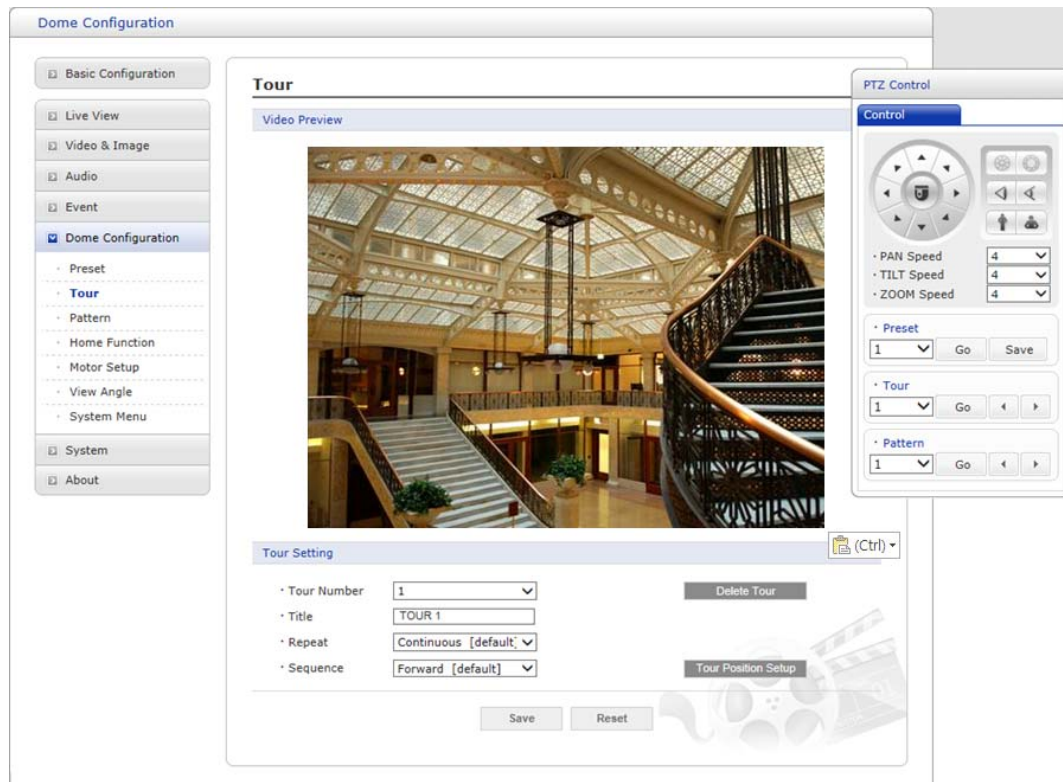 Dome Configuration
Basic Configuration
Live View
Video & Image
Audio
Event
Dome Configuration
Preset
Tour
Pattern
Home Function
Motor Setup
View Angle
System Menu
System
About
Tour
Video Preview
(Ctrl)
Tour Setting
Tour Number 1 Delete Tour
Title TOUR 1
Repeat Continuous [default]
Sequence Forward [default] Tour Position Setup
Save Reset
PTZ Control
Control
PAN Speed 4
TILT Speed 4
ZOOM Speed 4
Preset
1 Go Save
Tour
1 Go
Pattern
1 Go